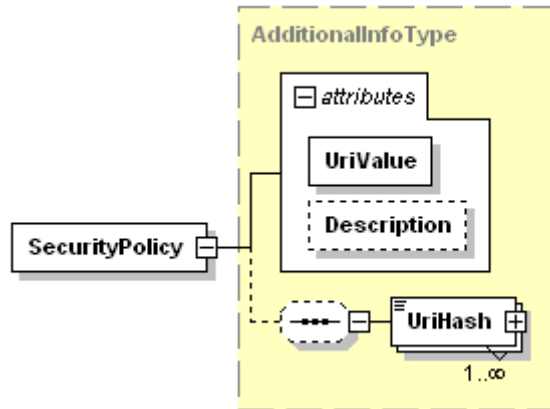 AdditionalInfoType
attributes
UriValue
Description
SecurityPolicy
UriHash
1..∞